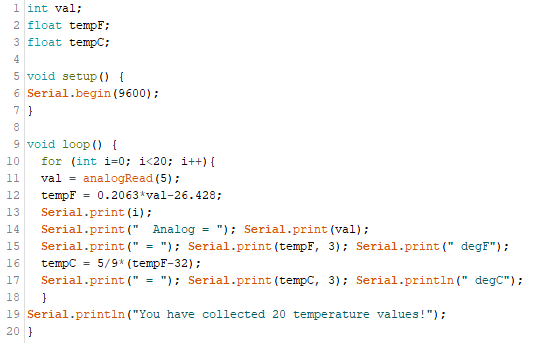 1 int val;
2 float tempF;
3 float tempC;
4
5 void setup() {
6 Serial.begin(9600);
7 }
8
9 void loop() {
10   for (int i=0; i<20; i++){
11   val = analogRead(5);
12   tempF = 0.2063*val-26.428;
13   Serial.print(i);
14   Serial.print("  Analog = "); Serial.print(val);
15   Serial.print(" = "); Serial.print(tempF, 3); Serial.print(" degF");
16   tempC = 5/9*(tempF-32);
17   Serial.print(" = "); Serial.print(tempC, 3); Serial.println(" degC");
18   }
19 Serial.println("You have collected 20 temperature values!");
20 }